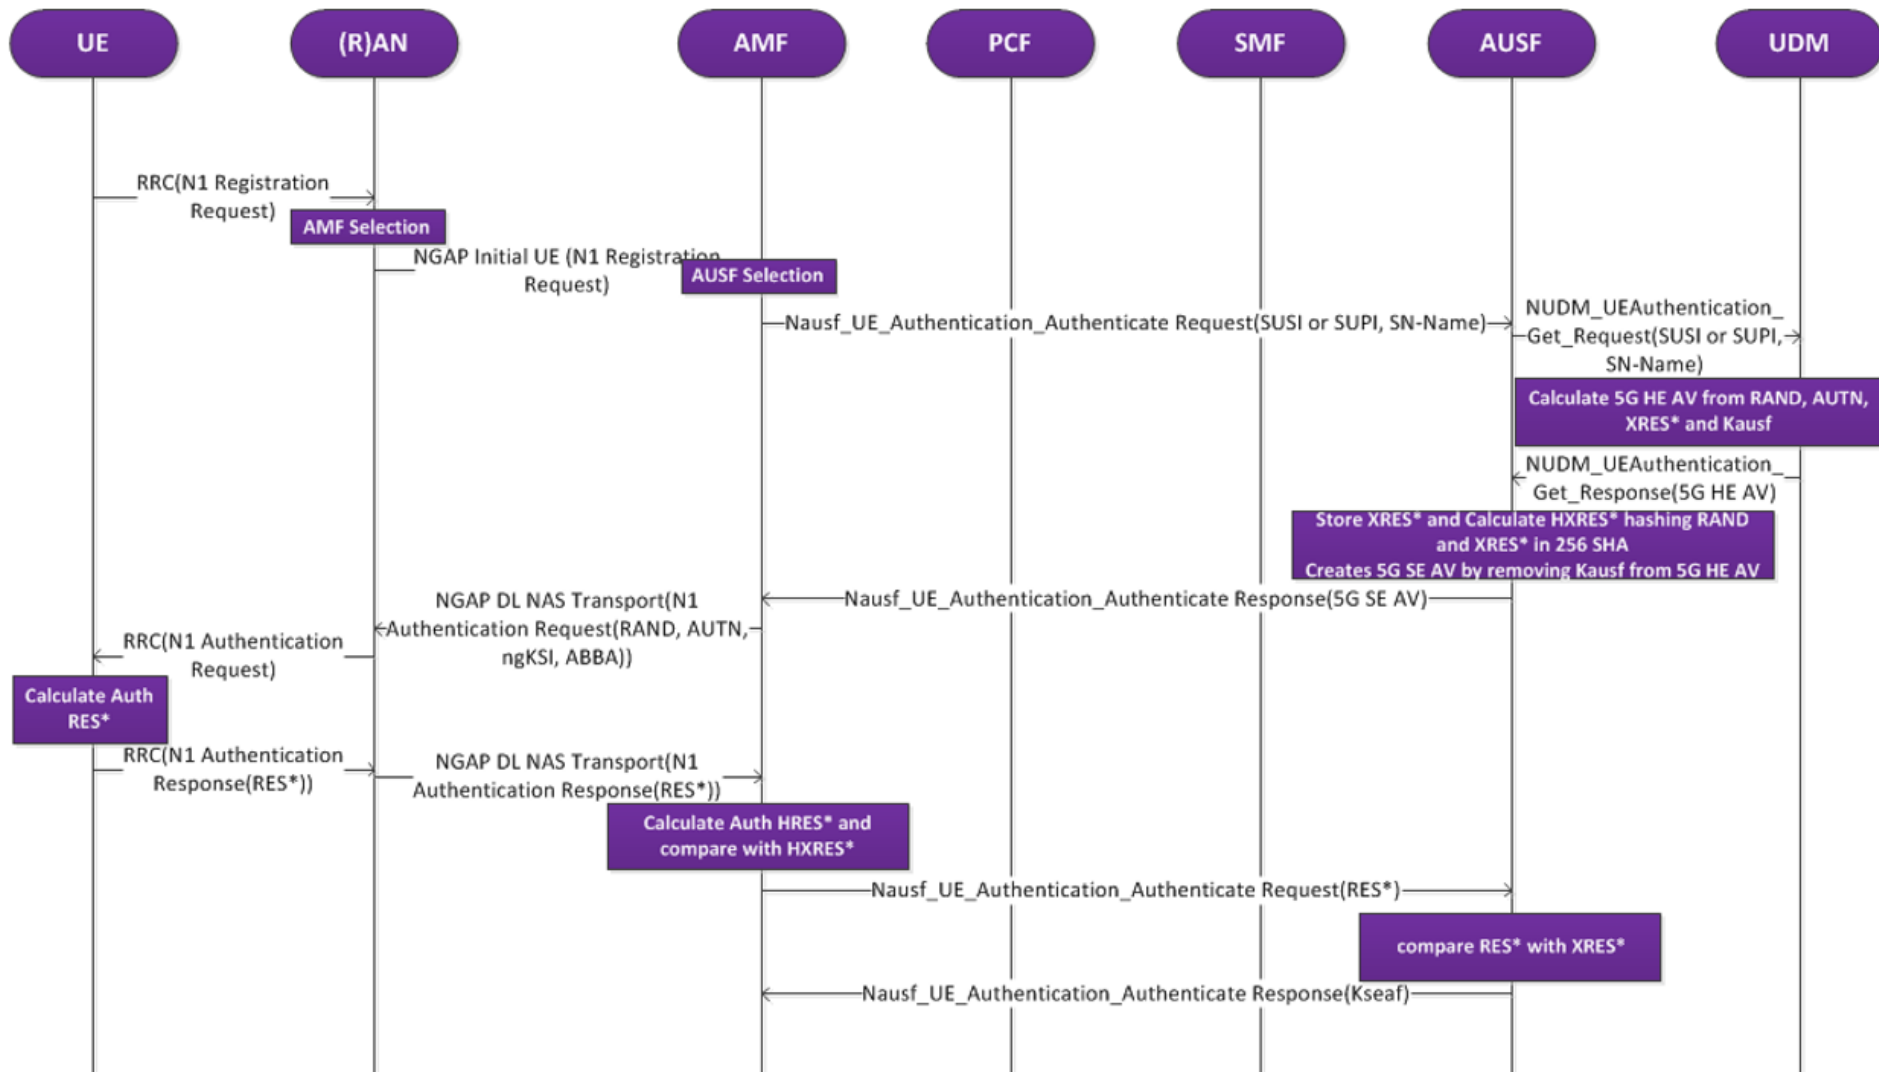 UE
(R)AN
AMF
PCF
SMF
AUSF
UDM
RRC(N1 Registration
Request)
AMF Selection
NGAP Initial UE (N1 Registration
Request)
AUSF Selection
Nausf_UE_Authentication_Authenticate Request(SUSI or SUPI, SN-Name)
NUDM_UEAuthentication_
Get_Request(SUSI or SUPI,
SN-Name)
Calculate 5G HE AV from RAND, AUTN,
XRES* and Kausf
NUDM_UEAuthentication_
Get_Response(5G HE AV)
Store XRES* and Calculate HXRES* hashing RAND
and XRES* in 256 SHA
Creates 5G SE AV by removing Kausf from 5G HE AV
Nausf_UE_Authentication_Authenticate Response(5G SE AV)
NGAP DL NAS Transport(N1
Authentication Request(RAND, AUTN,
ngKSI, ABBA))
RRC(N1 Authentication
Request)
Calculate Auth
RES*
RRC(N1 Authentication
Response(RES*))
NGAP DL NAS Transport(N1
Authentication Response(RES*))
Calculate Auth HRES* and
compare with HXRES*
Nausf_UE_Authentication_Authenticate Request(RES*)
compare RES* with XRES*
Nausf_UE_Authentication_Authenticate Response(Kseaf)